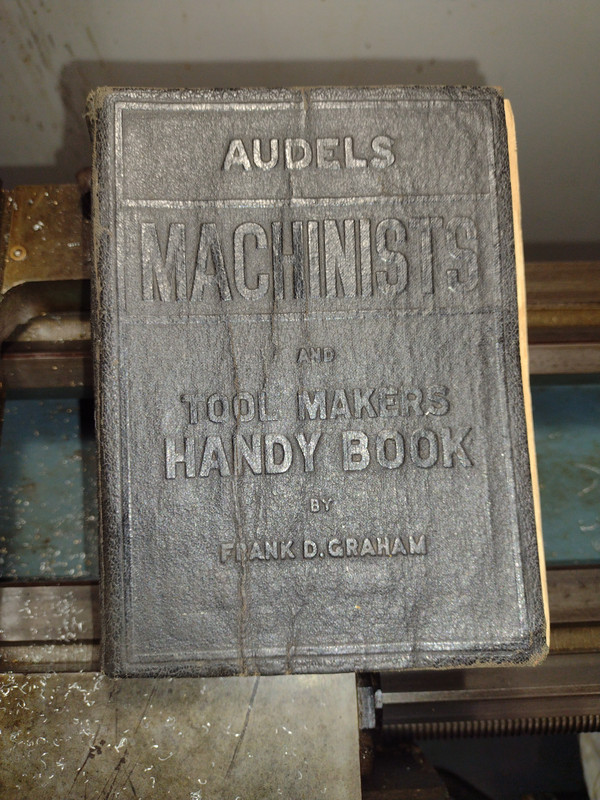 AUDELS
MACHINISTS
AND
TOOL MAKERS
HANDY BOOK
BY
FRANK D. GRAHAM